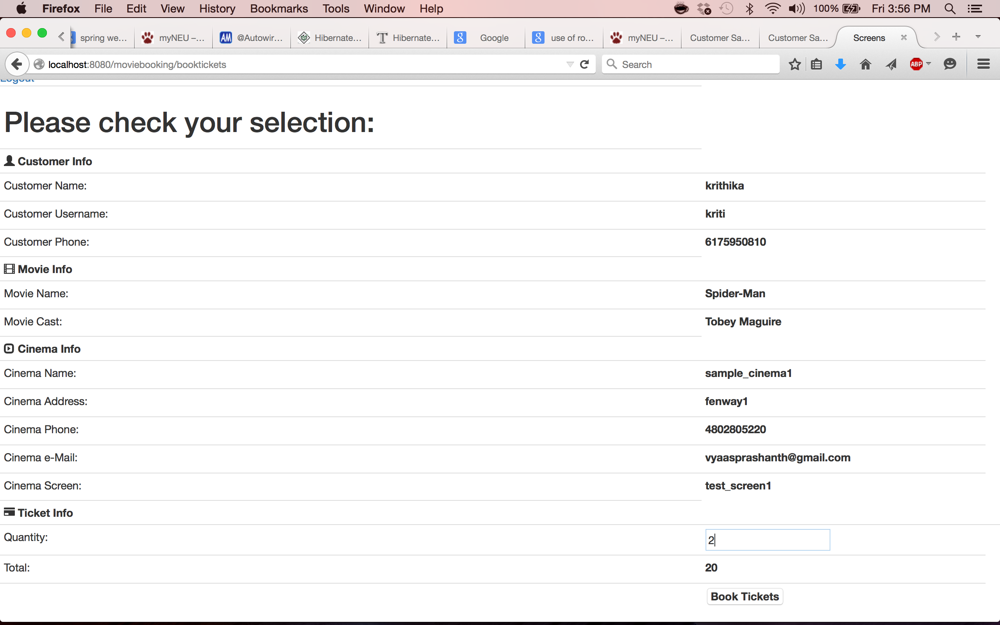 Firefox File Edit View History Bookmarks Tools Window Help 100% Fri 3:56 PM
spring we... myNEU –... AM @Autowir... Hibernate... T Hibernate... g Google g use of ro... myNEU –... Customer Sa... Customer Sa... Screens
localhost:8080/moviebooking/booktickets Search ABP
Logout
Please check your selection:
Customer Info
Customer Name: krithika
Customer Username: kriti
Customer Phone: 6175950810
Movie Info
Movie Name: Spider-Man
Movie Cast: Tobey Maguire
Cinema Info
Cinema Name: sample_cinema1
Cinema Address: fenway1
Cinema Phone: 4802805220
Cinema e-Mail: vyaasprashanth@gmail.com
Cinema Screen: test_screen1
Ticket Info
Quantity: 2
Total: 20
Book Tickets